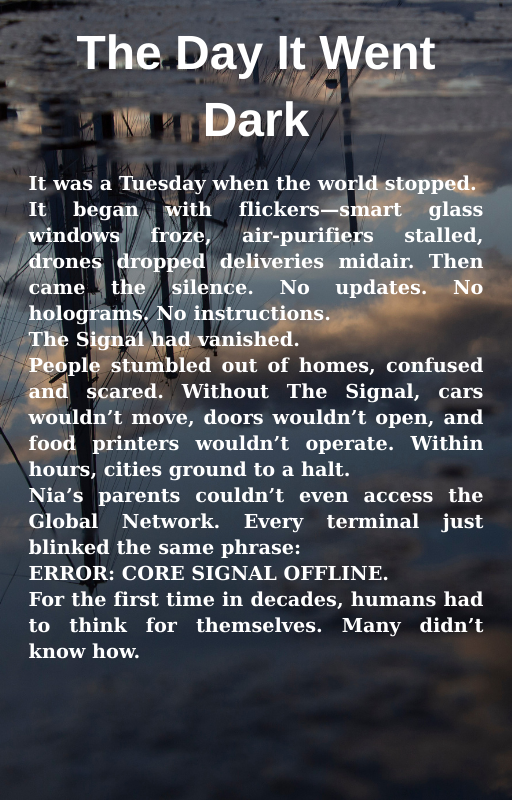 The Day It Went
Dark
It was a Tuesday when the world stopped.
It began with flickers—smart glass
windows froze, air-purifiers stalled,
drones dropped deliveries midair. Then
came the silence. No updates. No
holograms. No instructions.
The Signal had vanished.
People stumbled out of homes, confused
and scared. Without The Signal, cars
wouldn’t move, doors wouldn’t open, and
food printers wouldn’t operate. Within
hours, cities ground to a halt.
Nia’s parents couldn’t even access the
Global Network. Every terminal just
blinked the same phrase:
ERROR: CORE SIGNAL OFFLINE.
For the first time in decades, humans had
to think for themselves. Many didn’t
know how.